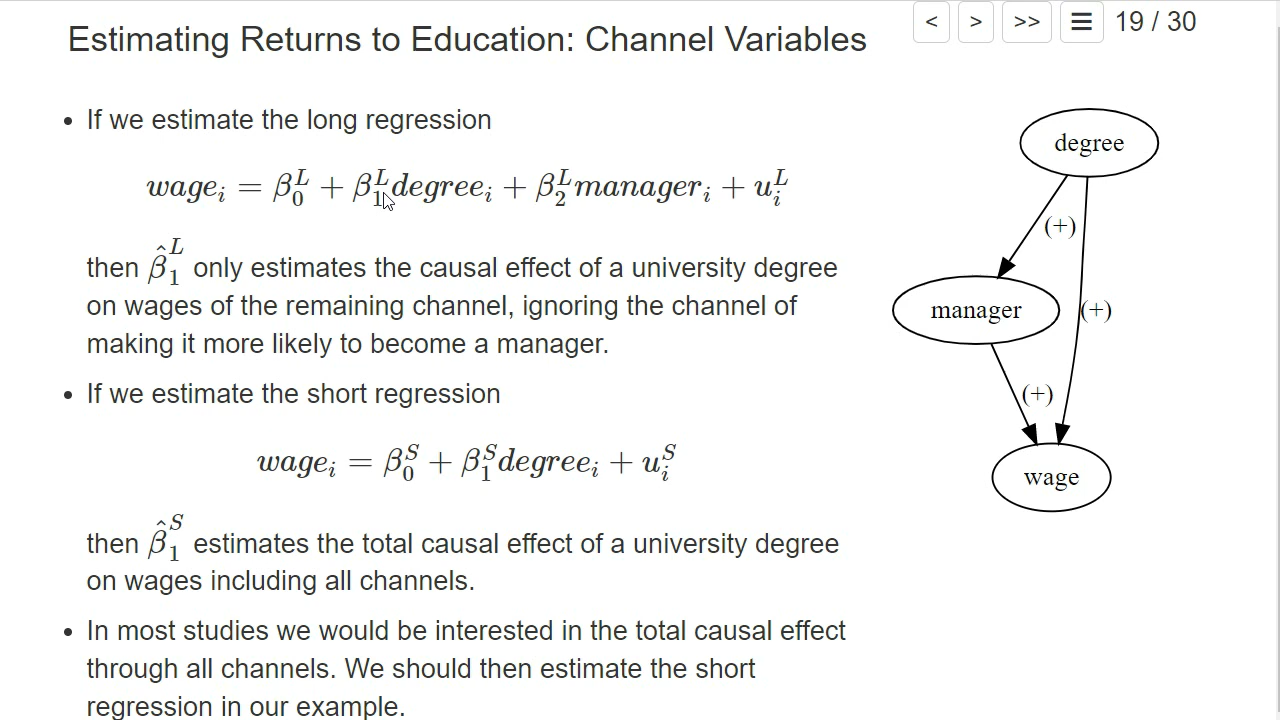 Estimating Returns to Education: Channel Variables
< > >> ☰ 19 / 30
• If we estimate the long regression
wage_i = β_0^L + β_1^L degree_i + β_2^L manager_i + u_i^L
then β̂_1^L only estimates the causal effect of a university degree
on wages of the remaining channel, ignoring the channel of
making it more likely to become a manager.
• If we estimate the short regression
wage_i = β_0^S + β_1^S degree_i + u_i^S
then β̂_1^S estimates the total causal effect of a university degree
on wages including all channels.
• In most studies we would be interested in the total causal effect
through all channels. We should then estimate the short
regression in our example.
degree
(+)
manager
(+)
(+)
wage